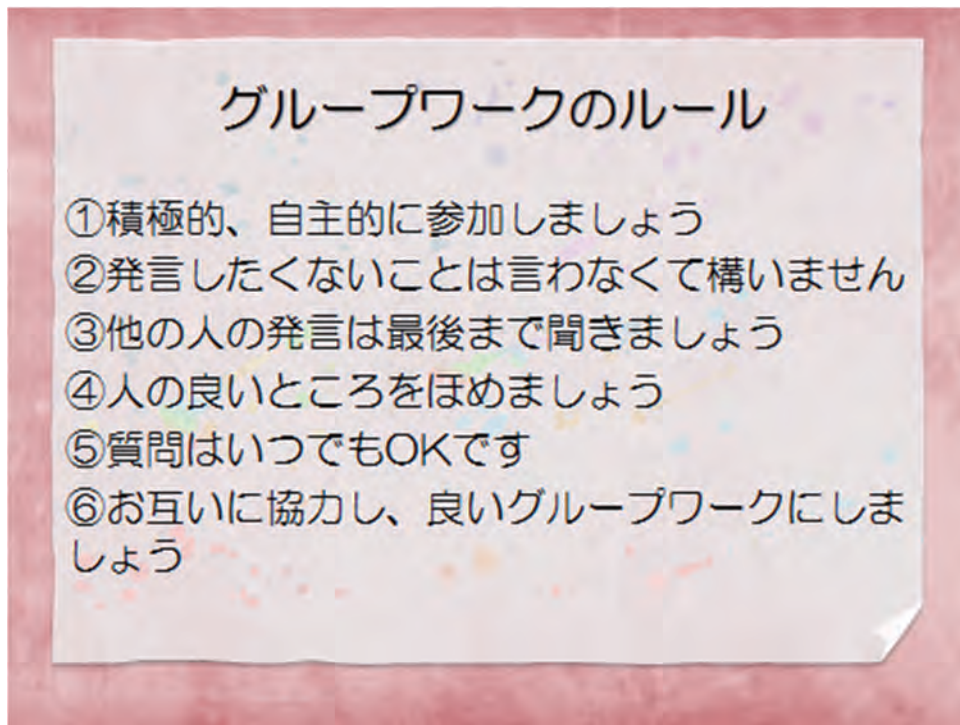 グループワークのルール
①積極的、自主的に参加しましょう
②発言したくないことは言わなくて構いません
③他の人の発言は最後まで聞きましょう
④人の良いところをほめましょう
⑤質問はいつでもOKです
⑥お互いに協力し、良いグループワークにしま
しょう